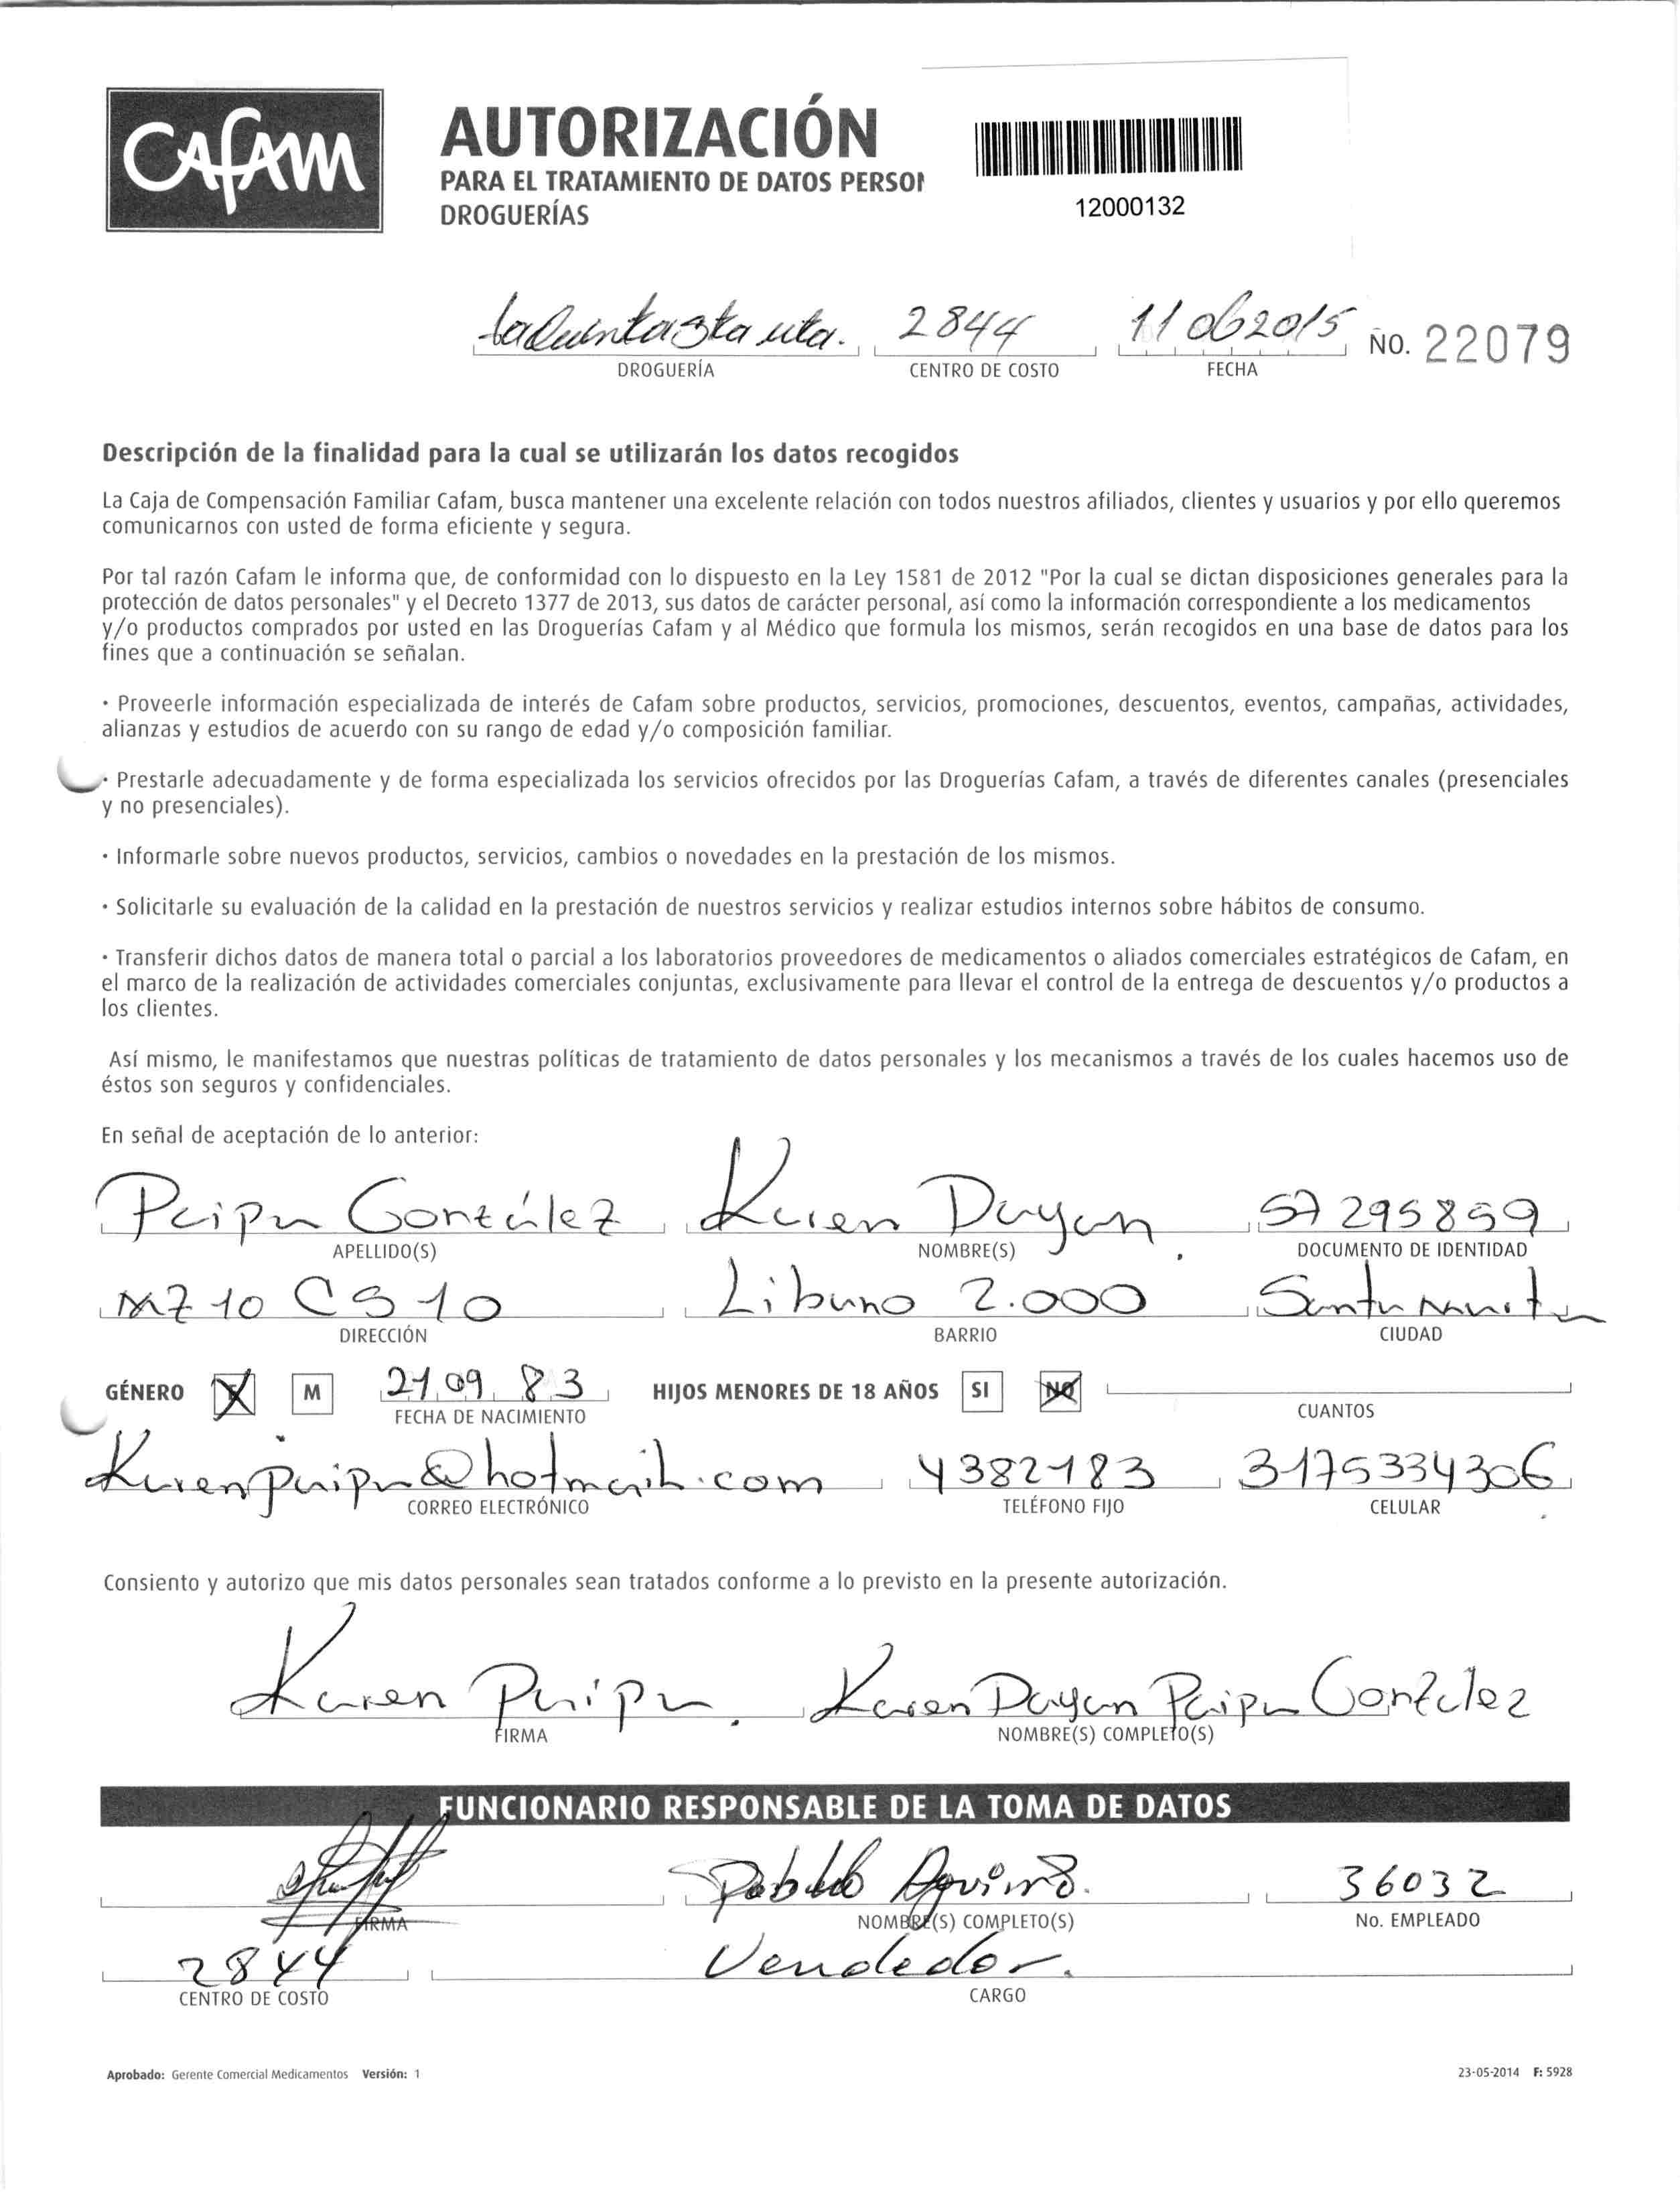 CAFAM
AUTORIZACIÓN
PARA EL TRATAMIENTO DE DATOS PERSO
DROGUERÍAS
12000132
LaQuinta Sta Mta. 2844 11 06 2015 NO. 22079
DROGUERÍA CENTRO DE COSTO FECHA
Descripción de la finalidad para la cual se utilizarán los datos recogidos
La Caja de Compensación Familiar Cafam, busca mantener una excelente relación con todos nuestros afiliados, clientes y usuarios y por ello queremos
comunicarnos con usted de forma eficiente y segura.
Por tal razón Cafam le informa que, de conformidad con lo dispuesto en la Ley 1581 de 2012 "Por la cual se dictan disposiciones generales para la
protección de datos personales" y el Decreto 1377 de 2013, sus datos de carácter personal, así como la información correspondiente a los medicamentos
y/o productos comprados por usted en las Droguerías Cafam y al Médico que formula los mismos, serán recogidos en una base de datos para los
fines que a continuación se señalan.
· Proveerle información especializada de interés de Cafam sobre productos, servicios, promociones, descuentos, eventos, campañas, actividades,
alianzas y estudios de acuerdo con su rango de edad y/o composición familiar.
· Prestarle adecuadamente y de forma especializada los servicios ofrecidos por las Droguerías Cafam, a través de diferentes canales (presenciales
y no presenciales).
· Informarle sobre nuevos productos, servicios, cambios o novedades en la prestación de los mismos.
· Solicitarle su evaluación de la calidad en la prestación de nuestros servicios y realizar estudios internos sobre hábitos de consumo.
· Transferir dichos datos de manera total o parcial a los laboratorios proveedores de medicamentos o aliados comerciales estratégicos de Cafam, en
el marco de la realización de actividades comerciales conjuntas, exclusivamente para llevar el control de la entrega de descuentos y/o productos a
los clientes.
Así mismo, le manifestamos que nuestras políticas de tratamiento de datos personales y los mecanismos a través de los cuales hacemos uso de
éstos son seguros y confidenciales.
En señal de aceptación de lo anterior:
Paipa González Karen Dayan. 57295859
APELLIDO(S) NOMBRE(S) DOCUMENTO DE IDENTIDAD
MZ 10 CS 10 Libano 2.000 Santa Marta
DIRECCIÓN BARRIO CIUDAD
GÉNERO F M 21 09 83 HIJOS MENORES DE 18 AÑOS SI NO
FECHA DE NACIMIENTO CUANTOS
Karenpaipa@hotmail.com 4382183 3175334306
CORREO ELECTRÓNICO TELÉFONO FIJO CELULAR
Consiento y autorizo que mis datos personales sean tratados conforme a lo previsto en la presente autorización.
Karen Paipa. Karen Dayan Paipa González
FIRMA NOMBRE(S) COMPLETO(S)
FUNCIONARIO RESPONSABLE DE LA TOMA DE DATOS
Pablo 36032
FIRMA NOMBRE(S) COMPLETO(S) No. EMPLEADO
2844 Vendedor.
CENTRO DE COSTO CARGO
Aprobado: Gerente Comercial Medicamentos Versión: 1 23-05-2014 F: 5928